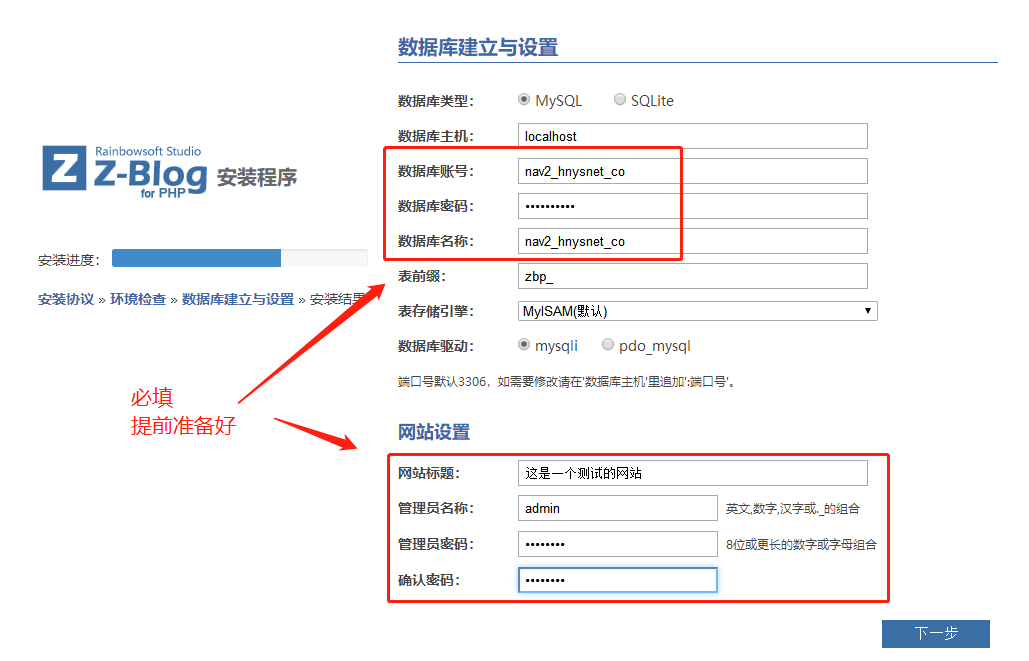 Rainbowsoft Studio
Z Z-Blog 安装程序
for PHP
安装进度：
安装协议 » 环境检查 » 数据库建立与设置 » 安装结果
必填
提前准备好
数据库建立与设置
数据库类型： MySQL SQLite
数据库主机： localhost
数据库账号： nav2_hnysnet_co
数据库密码： ••••••••••
数据库名称： nav2_hnysnet_co
表前缀： zbp_
表存储引擎： MyISAM(默认)
数据库驱动： mysqli pdo_mysql
端口号默认3306，如需要修改请在'数据库主机'里追加':端口号'。
网站设置
网站标题： 这是一个测试的网站
管理员名称： admin 英文,数字,汉字或._的组合
管理员密码： •••••••• 8位或更长的数字或字母组合
确认密码： ••••••••
下一步